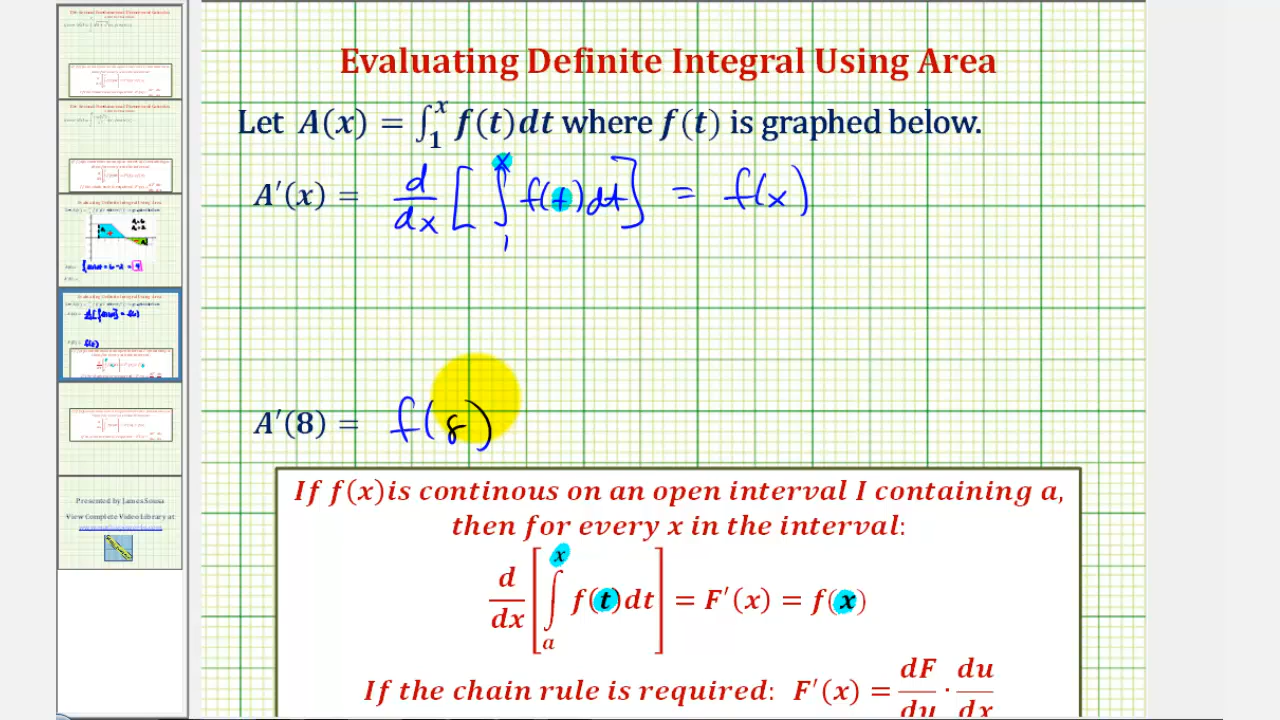 Evaluating Definite Integral Using Area
Let A(x) = ∫₁ˣ f(t)dt where f(t) is graphed below.
A′(x) = d/dx [ ∫₁ˣ f(t)dt ] = f(x)
A′(8) = f(8)
If f(x)is continous on an open interval I containing a,
then for every x in the interval:
d/dx [ ∫ₐˣ f(t)dt ] = F′(x) = f(x)
If the chain rule is required: F′(x) = dF/du · du/dx
Presented by James Sousa
View Complete Video Library at